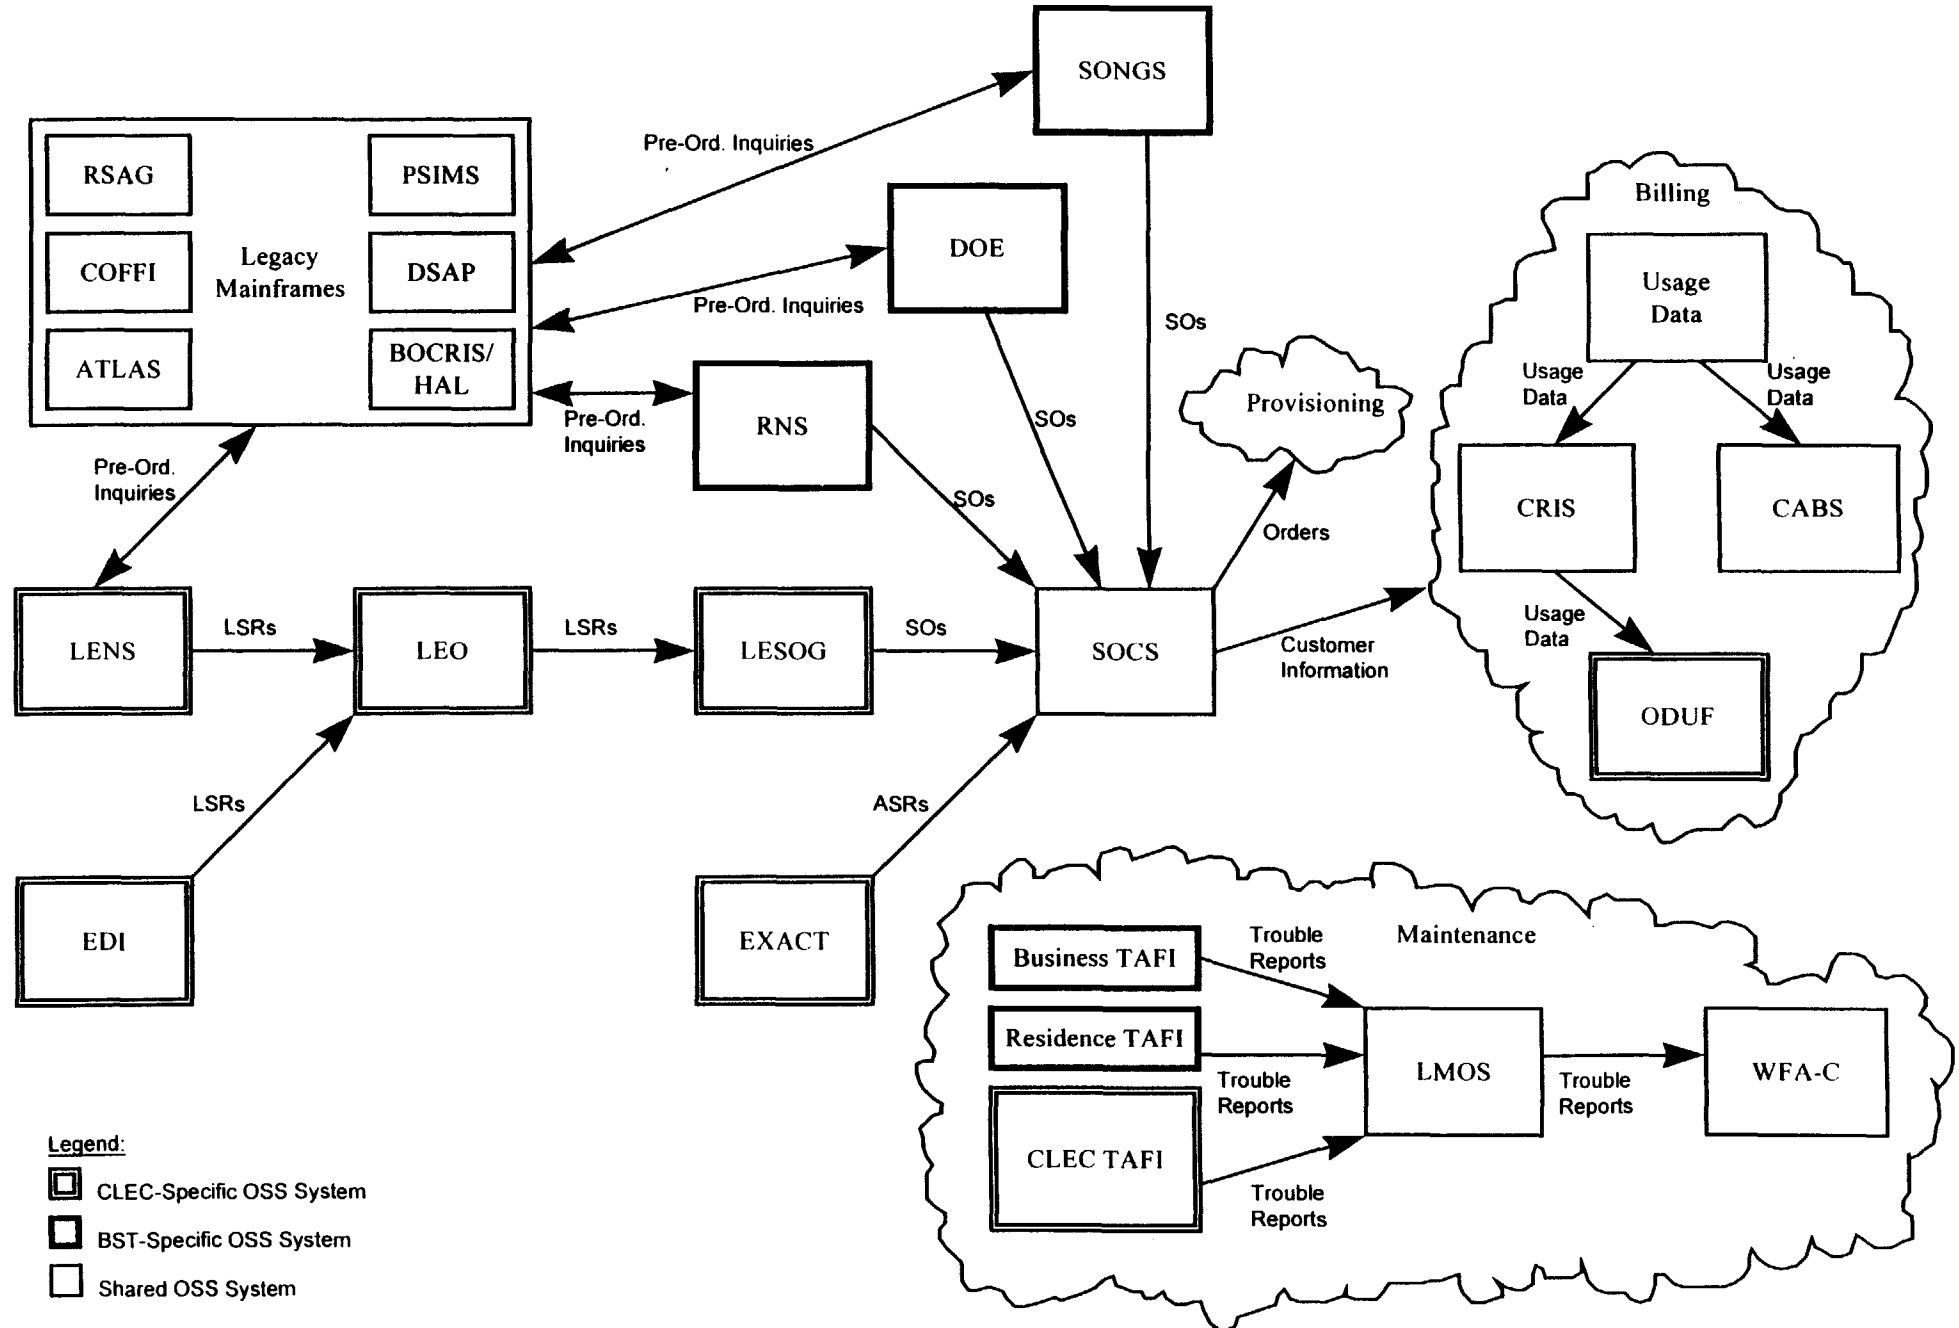 SONGS
Pre-Ord. Inquiries
RSAG
PSIMS
Legacy
Mainframes
COFFI
DSAP
ATLAS
BOCRIS/
HAL
DOE
Pre-Ord. Inquiries
SOs
RNS
Pre-Ord.
Inquiries
SOs
SOs
Pre-Ord.
Inquiries
Provisioning
Orders
LENS
LSRs
LEO
LSRs
LESOG
SOs
SOCS
Customer
Information
EDI
LSRs
EXACT
ASRs
Billing
Usage
Data
Usage
Data
Usage
Data
CRIS
CABS
Usage
Data
ODUF
Maintenance
Business TAFI
Trouble
Reports
Residence TAFI
Trouble
Reports
CLEC TAFI
Trouble
Reports
LMOS
Trouble
Reports
WFA-C
Legend:
CLEC-Specific OSS System
BST-Specific OSS System
Shared OSS System